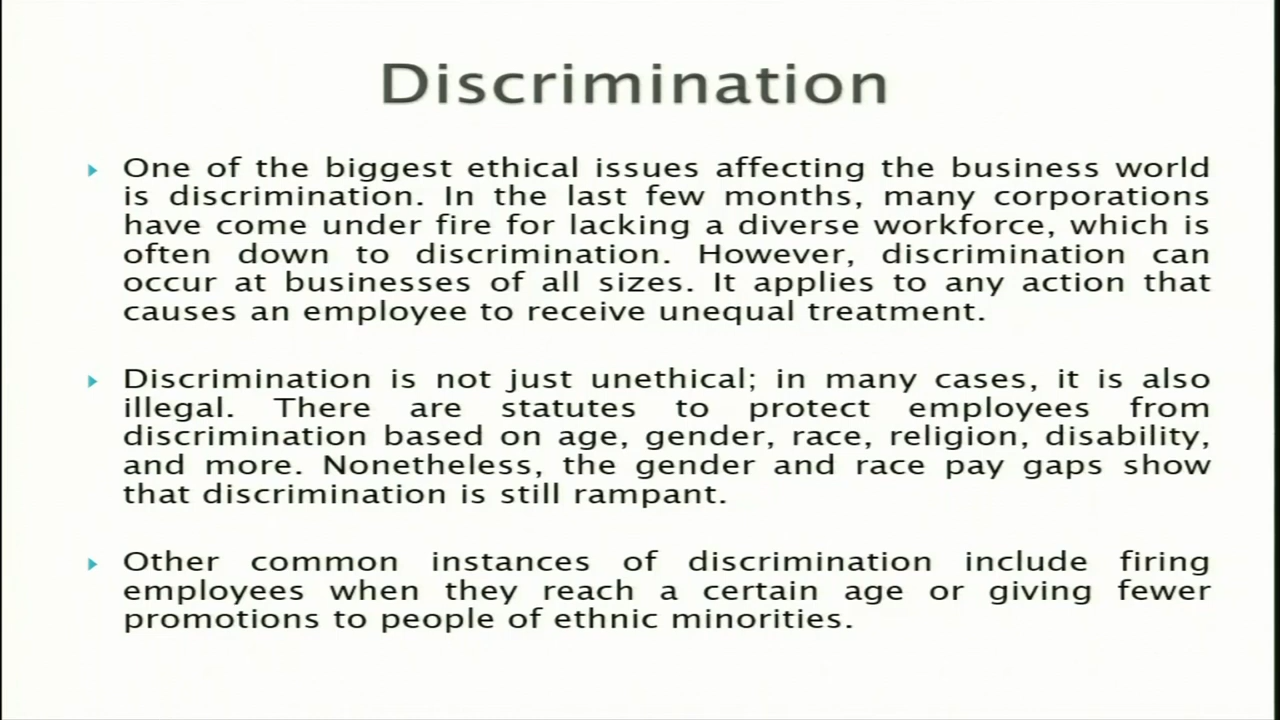 Discrimination
One of the biggest ethical issues affecting the business world
is discrimination. In the last few months, many corporations
have come under fire for lacking a diverse workforce, which is
often down to discrimination. However, discrimination can
occur at businesses of all sizes. It applies to any action that
causes an employee to receive unequal treatment.
Discrimination is not just unethical; in many cases, it is also
illegal. There are statutes to protect employees from
discrimination based on age, gender, race, religion, disability,
and more. Nonetheless, the gender and race pay gaps show
that discrimination is still rampant.
Other common instances of discrimination include firing
employees when they reach a certain age or giving fewer
promotions to people of ethnic minorities.